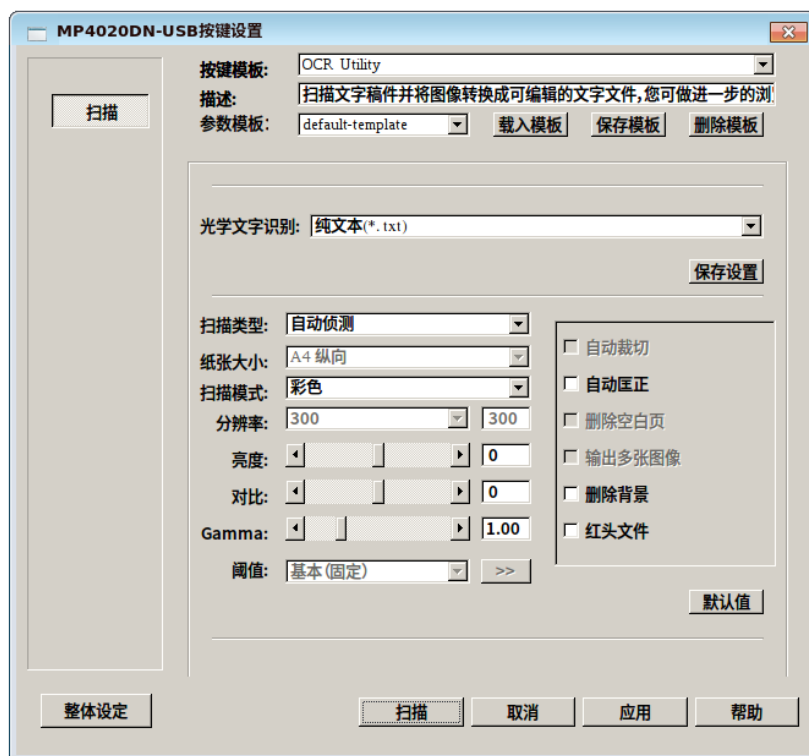 MP4020DN-USB按键设置
扫描
按键模板: OCR Utility
描述: 扫描文字稿件并将图像转换成可编辑的文字文件,您可做进一步的浏
参数模板: default-template 载入模板 保存模板 删除模板
光学文字识别: 纯文本(*.txt)
保存设置
扫描类型: 自动侦测
纸张大小: A4 纵向
扫描模式: 彩色
分辨率: 300 300
亮度: 0
对比: 0
Gamma: 1.00
阈值: 基本(固定) >>
自动裁切
自动匡正
删除空白页
输出多张图像
删除背景
红头文件
默认值
整体设定 扫描 取消 应用 帮助